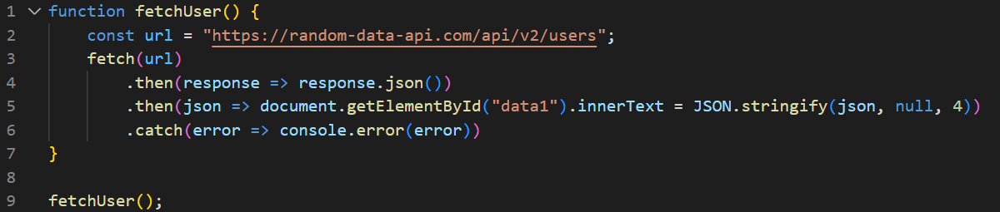 1 function fetchUser() {
2     const url = "https://random-data-api.com/api/v2/users";
3     fetch(url)
4         .then(response => response.json())
5         .then(json => document.getElementById("data1").innerText = JSON.stringify(json, null, 4))
6         .catch(error => console.error(error))
7 }
8
9 fetchUser();